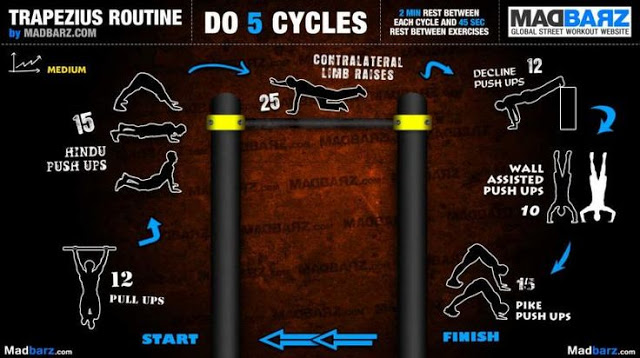 TRAPEZIUS ROUTINE
by MADBARZ.COM
DO 5 CYCLES
2 MIN REST BETWEEN
EACH CYCLE AND 45 SEC
REST BETWEEN EXERCISES
MADBARZ
GLOBAL STREET WORKOUT WEBSITE
MEDIUM
CONTRALATERAL
LIMB RAISES
25
DECLINE
PUSH UPS
12
15
HINDU
PUSH UPS
WALL
ASSISTED
PUSH UPS
10
12
PULL UPS
15
PIKE
PUSH UPS
START
FINISH
Madbarz.com
Madbarz.com